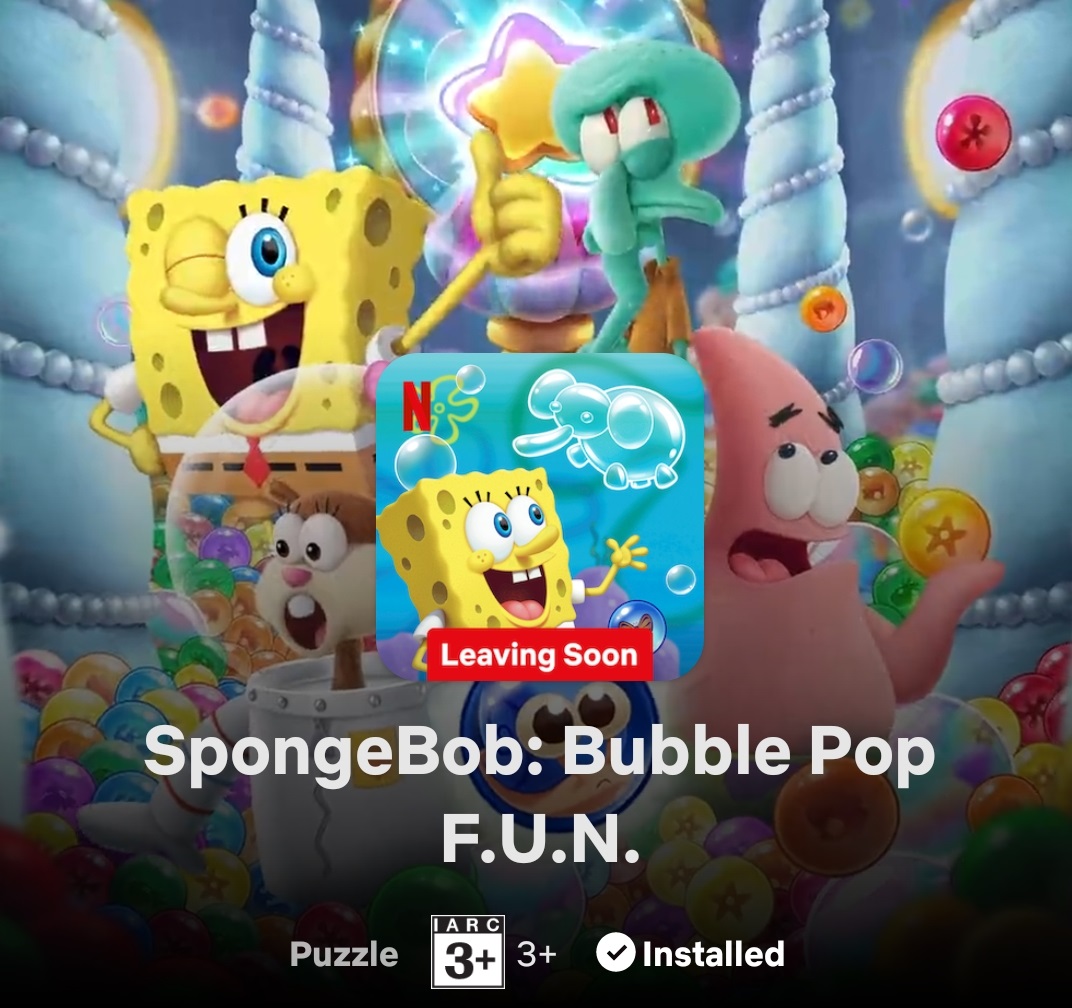 N
Leaving Soon
SpongeBob: Bubble Pop
F.U.N.
Puzzle IARC 3+ 3+ Installed